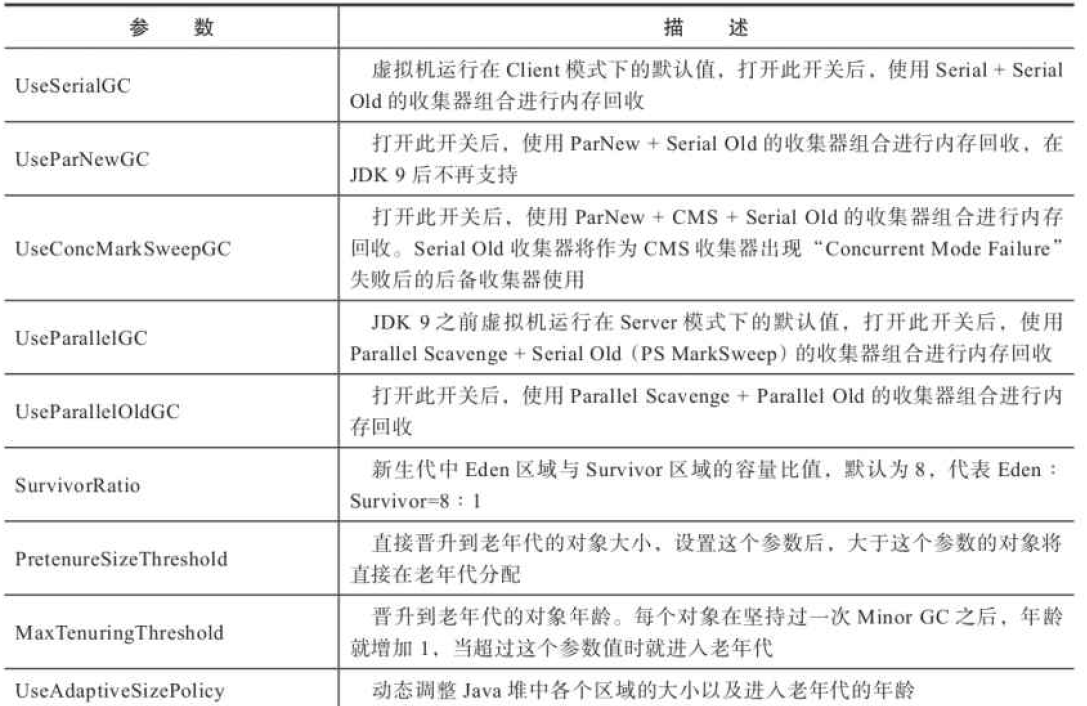 参 数 描 述
UseSerialGC
虚拟机运行在 Client 模式下的默认值，打开此开关后，使用 Serial + Serial
Old 的收集器组合进行内存回收
UseParNewGC
打开此开关后，使用 ParNew + Serial Old 的收集器组合进行内存回收，在
JDK 9 后不再支持
UseConcMarkSweepGC
打开此开关后，使用 ParNew + CMS + Serial Old 的收集器组合进行内存
回收。Serial Old 收集器将作为 CMS 收集器出现“Concurrent Mode Failure”
失败后的后备收集器使用
UseParallelGC
JDK 9 之前虚拟机运行在 Server 模式下的默认值，打开此开关后，使用
Parallel Scavenge + Serial Old（PS MarkSweep）的收集器组合进行内存回收
UseParallelOldGC
打开此开关后，使用 Parallel Scavenge + Parallel Old 的收集器组合进行内
存回收
SurvivorRatio
新生代中 Eden 区域与 Survivor 区域的容量比值，默认为 8，代表 Eden：
Survivor=8：1
PretenureSizeThreshold
直接晋升到老年代的对象大小，设置这个参数后，大于这个参数的对象将
直接在老年代分配
MaxTenuringThreshold
晋升到老年代的对象年龄。每个对象在坚持过一次 Minor GC 之后，年龄
就增加 1，当超过这个参数值时就进入老年代
UseAdaptiveSizePolicy
动态调整 Java 堆中各个区域的大小以及进入老年代的年龄